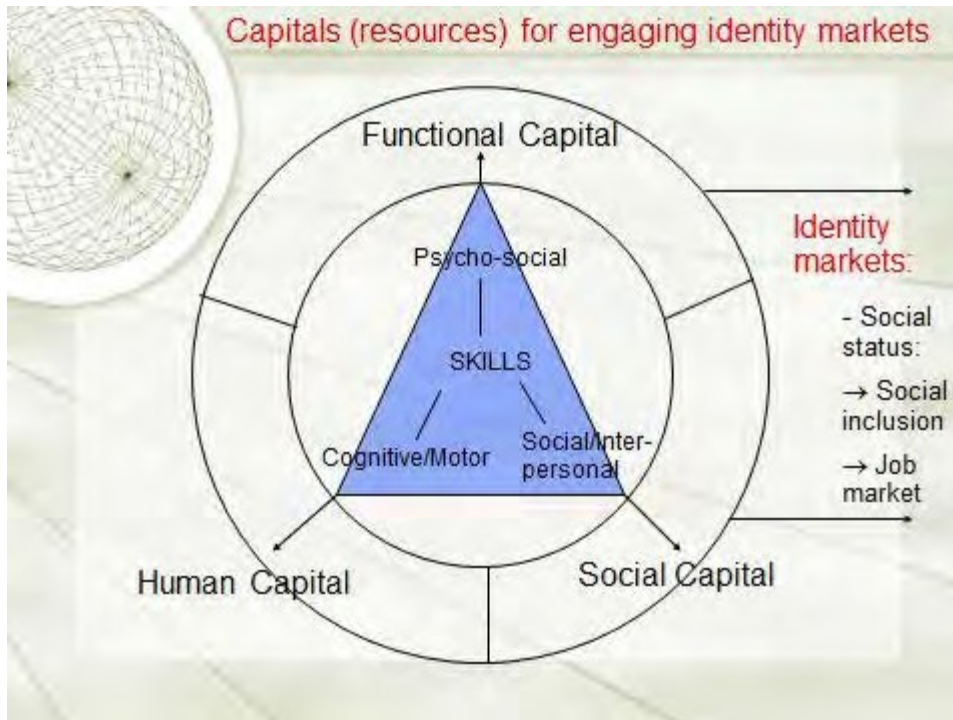 Capitals (resources) for engaging identity markets
Functional Capital
Psycho-social
SKILLS
Cognitive/Motor
Social/Inter-
personal
Human Capital
Social Capital
Identity
markets:
- Social
status:
→ Social
inclusion
→ Job
market